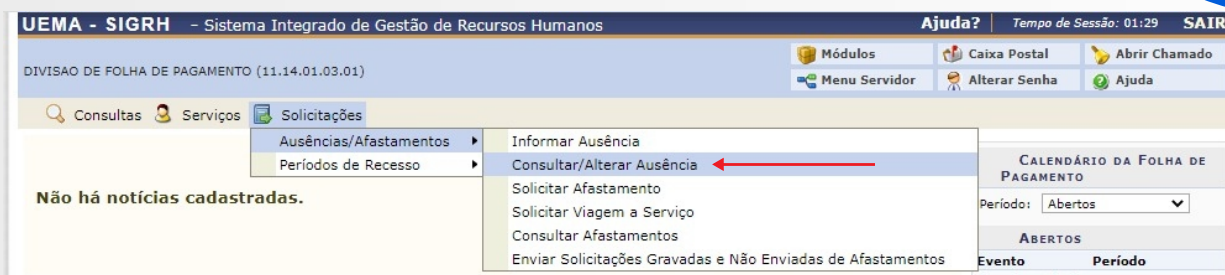 UEMA - SIGRH – Sistema Integrado de Gestão de Recursos Humanos Ajuda? Tempo de Sessão: 01:29 SAIR
DIVISAO DE FOLHA DE PAGAMENTO (11.14.01.03.01)
Módulos Caixa Postal Abrir Chamado
Menu Servidor Alterar Senha Ajuda
Consultas Serviços Solicitações
Ausências/Afastamentos
Períodos de Recesso
Informar Ausência
Consultar/Alterar Ausência
Solicitar Afastamento
Solicitar Viagem a Serviço
Consultar Afastamentos
Enviar Solicitações Gravadas e Não Enviadas de Afastamentos
Não há notícias cadastradas.
CALENDÁRIO DA FOLHA DE
PAGAMENTO
Período: Abertos
ABERTOS
Evento Período